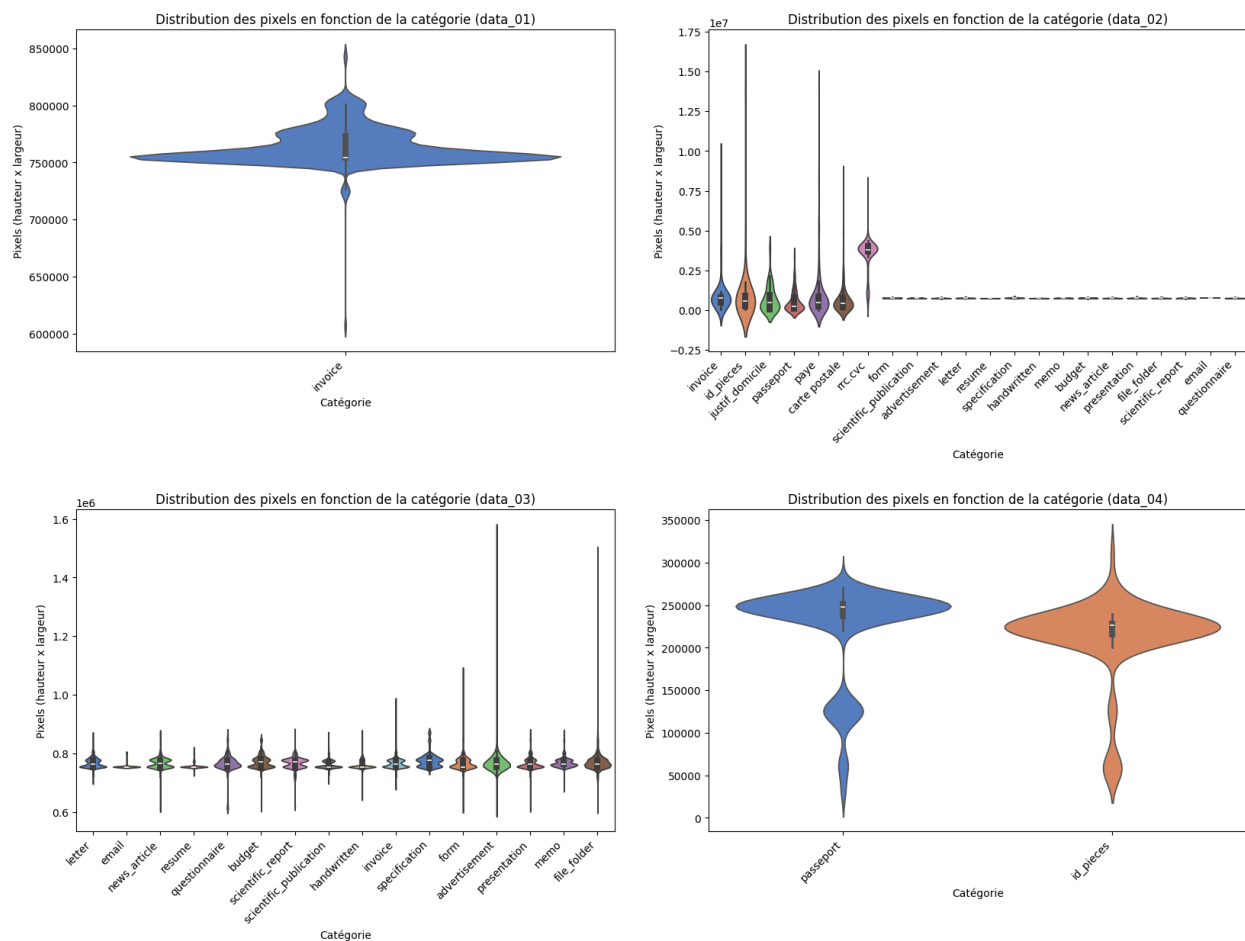 Distribution des pixels en fonction de la catégorie (data_01)
Pixels (hauteur x largeur)
850000
800000
750000
700000
650000
600000
invoice
Catégorie
Distribution des pixels en fonction de la catégorie (data_02)
1e7
Pixels (hauteur x largeur)
1.75
1.50
1.25
1.00
0.75
0.50
0.25
0.00
−0.25
invoice
id_pieces
justif_domicile
passeport
paye
carte postale
rrc.cvc
form
scientific_publication
advertisement
letter
resume
specification
handwritten
memo
budget
news_article
presentation
file_folder
scientific_report
email
questionnaire
Catégorie
Distribution des pixels en fonction de la catégorie (data_03)
1e6
Pixels (hauteur x largeur)
1.6
1.4
1.2
1.0
0.8
0.6
letter
email
news_article
resume
questionnaire
budget
scientific_report
scientific_publication
handwritten
invoice
specification
form
advertisement
presentation
memo
file_folder
Catégorie
Distribution des pixels en fonction de la catégorie (data_04)
Pixels (hauteur x largeur)
350000
300000
250000
200000
150000
100000
50000
0
passeport
id_pieces
Catégorie